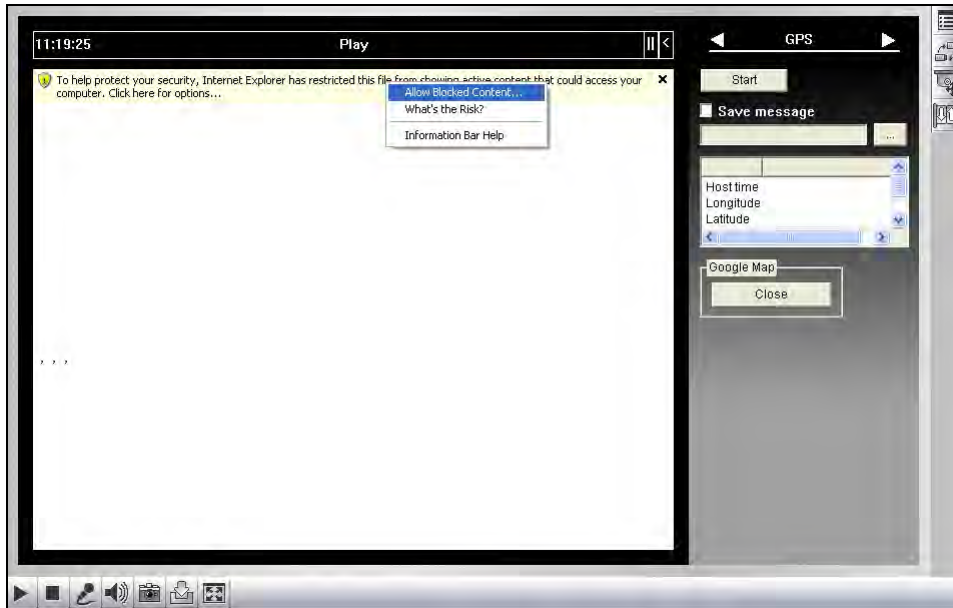 11:19:25 Play || <
GPS
To help protect your security, Internet Explorer has restricted this file from showing active content that could access your
computer. Click here for options...
Allow Blocked Content...
What's the Risk?
Information Bar Help
, , ,
Start
Save message
...
Host time
Longitude
Latitude
Google Map
Close